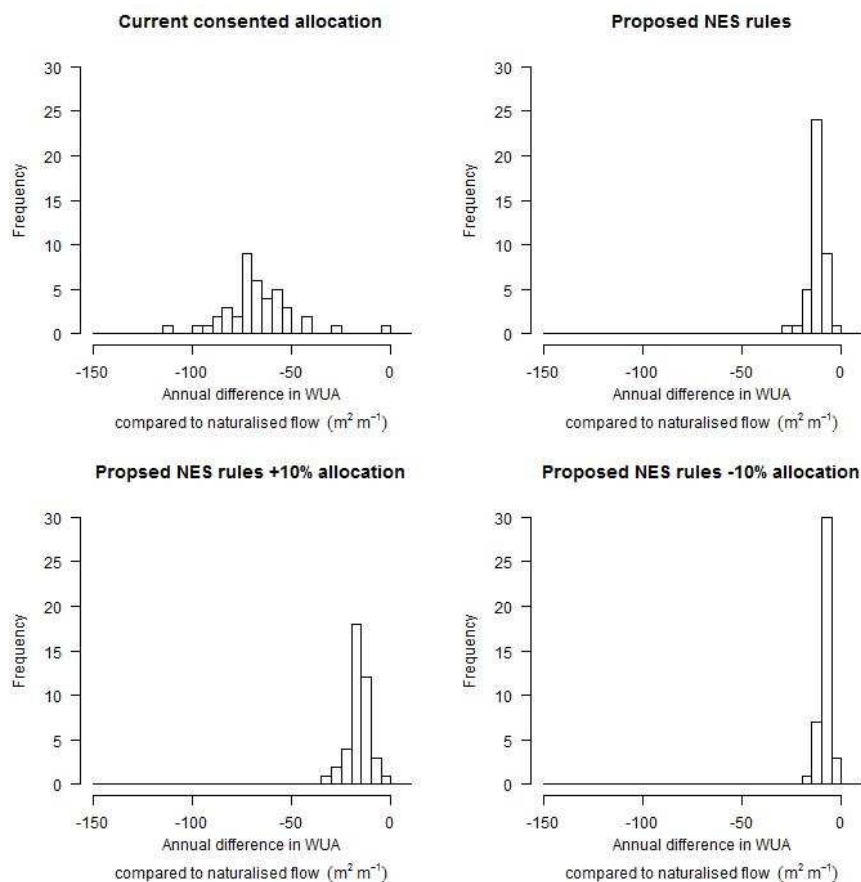 Current consented allocation
30
25
20
15
10
5
0
Frequency
-150 -100 -50 0
Annual difference in WUA
compared to naturalised flow (m² m⁻¹)
Proposed NES rules
30
25
20
15
10
5
0
Frequency
-150 -100 -50 0
Annual difference in WUA
compared to naturalised flow (m² m⁻¹)
Propsed NES rules +10% allocation
30
25
20
15
10
5
0
Frequency
-150 -100 -50 0
Annual difference in WUA
compared to naturalised flow (m² m⁻¹)
Proposed NES rules -10% allocation
30
25
20
15
10
5
0
Frequency
-150 -100 -50 0
Annual difference in WUA
compared to naturalised flow (m² m⁻¹)